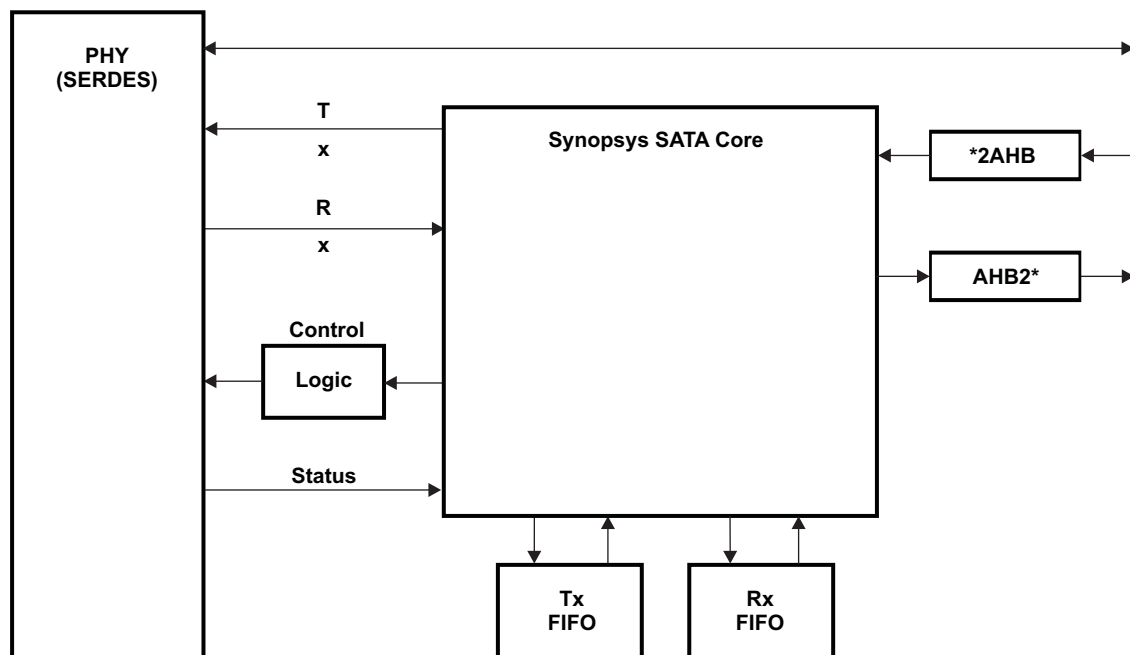 PHY
(SERDES)
T
x
Synopsys SATA Core
*2AHB
R
x
AHB2*
Control
Logic
Status
Tx
FIFO
Rx
FIFO